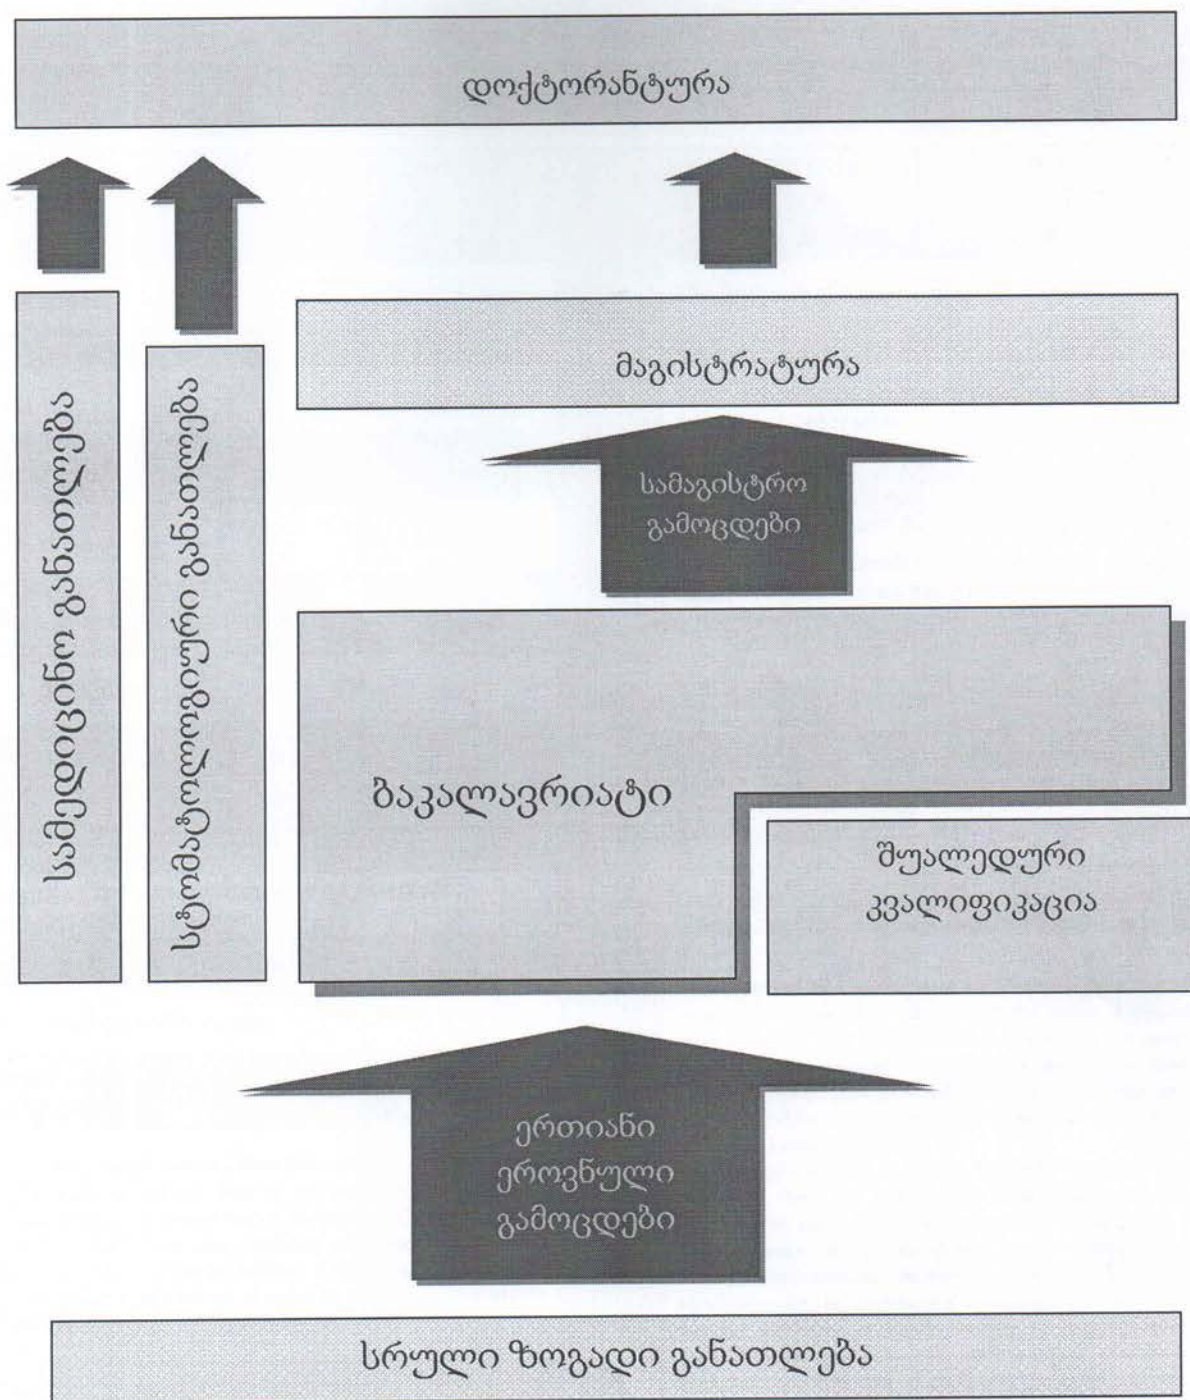 დოქტორანტურა
მაგისტრატურა
სამაგისტრო
გამოცდები
სამედიცინო განათლება
სტომატოლოგიური განათლება
ბაკალავრიატი
შუალედური
კვალიფიკაცია
ერთიანი
ეროვნული
გამოცდები
სრული ზოგადი განათლება